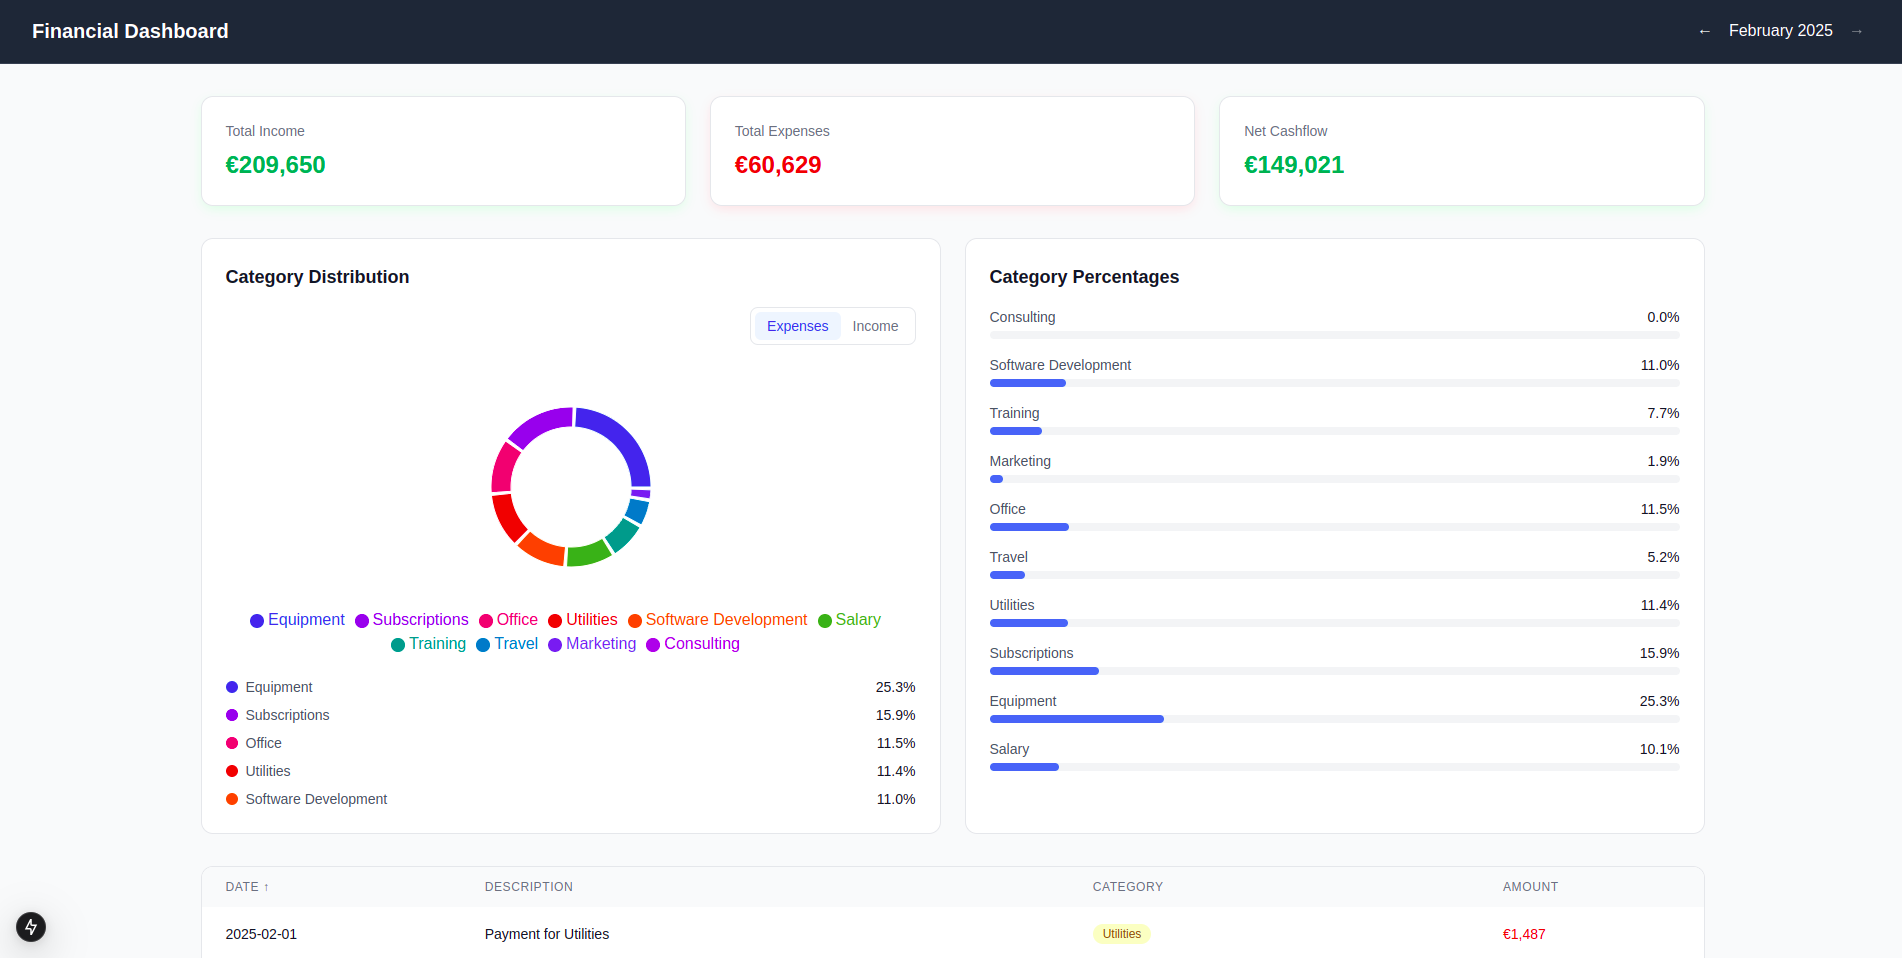 Financial Dashboard
← February 2025 →
Total Income
€209,650
Total Expenses
€60,629
Net Cashflow
€149,021
Category Distribution
Expenses Income
Equipment Subscriptions Office Utilities Software Development Salary
Training Travel Marketing Consulting
Equipment 25.3%
Subscriptions 15.9%
Office 11.5%
Utilities 11.4%
Software Development 11.0%
Category Percentages
Consulting 0.0%
Software Development 11.0%
Training 7.7%
Marketing 1.9%
Office 11.5%
Travel 5.2%
Utilities 11.4%
Subscriptions 15.9%
Equipment 25.3%
Salary 10.1%
DATE ↑ DESCRIPTION CATEGORY AMOUNT
2025-02-01 Payment for Utilities Utilities €1,487